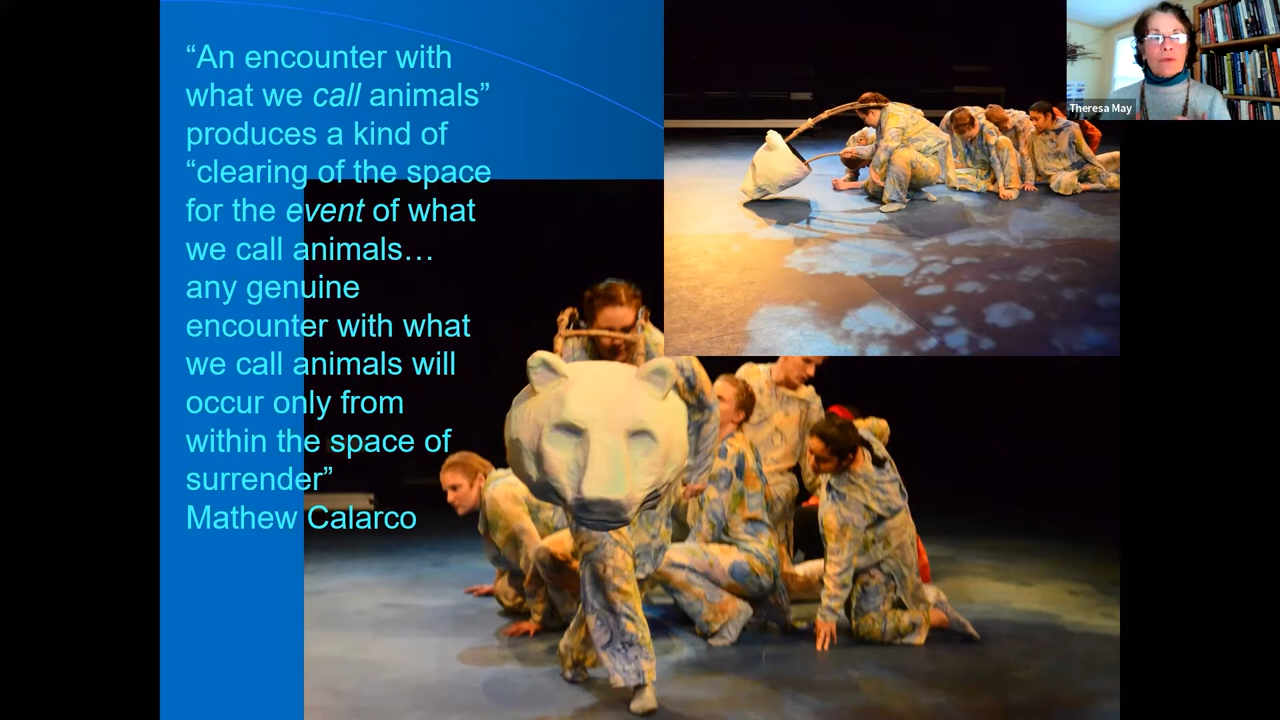 “An encounter with
what we call animals”
produces a kind of
“clearing of the space
for the event of what
we call animals…
any genuine
encounter with what
we call animals will
occur only from
within the space of
surrender”
Mathew Calarco
Theresa May